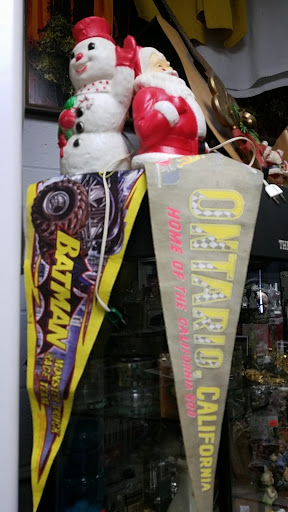 BATMAN
ONTARIO, CALIFORNIA
HOME OF THE CALIFORNIA 500